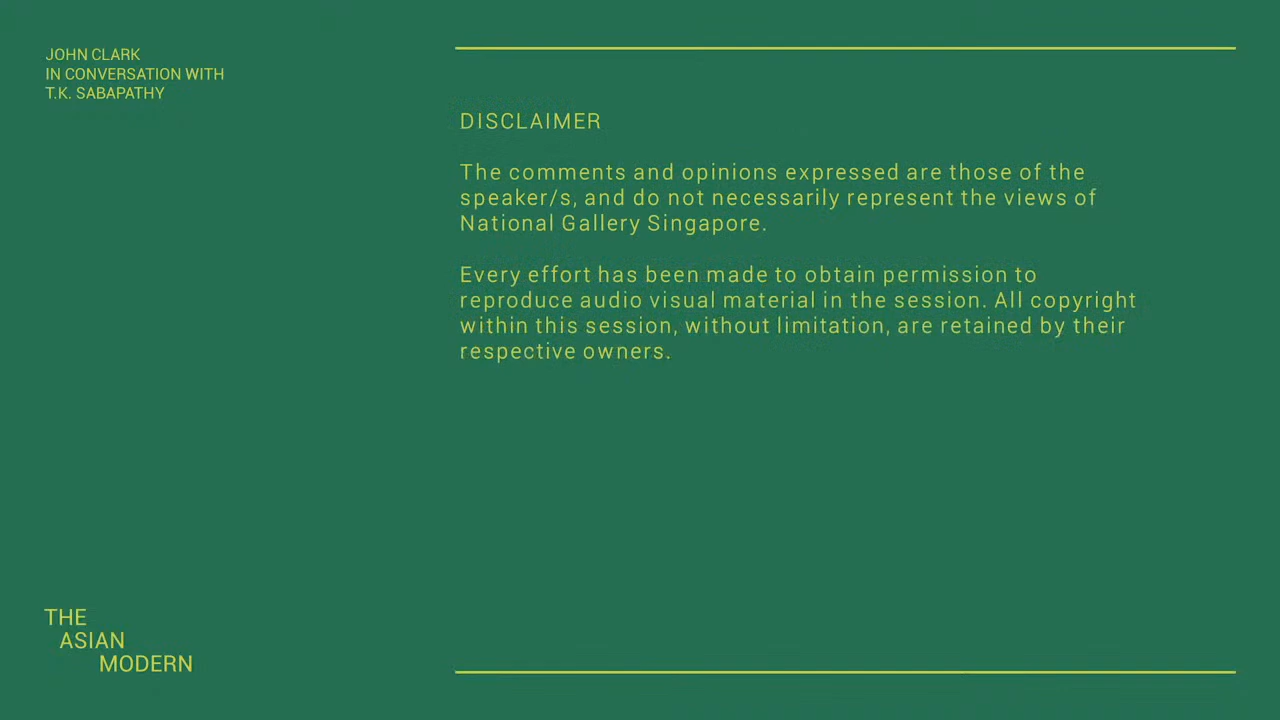 JOHN CLARK
IN CONVERSATION WITH
T.K. SABAPATHY
DISCLAIMER
The comments and opinions expressed are those of the
speaker/s, and do not necessarily represent the views of
National Gallery Singapore.
Every effort has been made to obtain permission to
reproduce audio visual material in the session. All copyright
within this session, without limitation, are retained by their
respective owners.
THE
ASIAN
MODERN